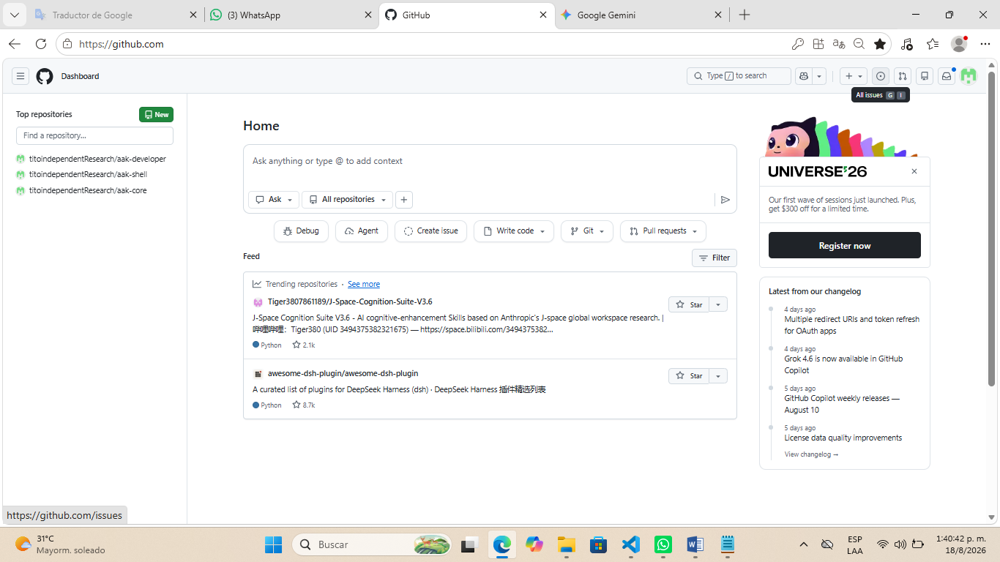 Traductor de Google
(3) WhatsApp
GitHub
Google Gemini
https://github.com
Dashboard
Type / to search
All issues G I
Top repositories
New
Find a repository...
titoindependentResearch/aak-developer
titoindependentResearch/aak-shell
titoindependentResearch/aak-core
Home
Ask anything or type @ to add context
Ask
All repositories
Debug
Agent
Create issue
Write code
Git
Pull requests
Feed
Filter
Trending repositories · See more
Tiger3807861189/J-Space-Cognition-Suite-V3.6
Star
J-Space Cognition Suite V3.6 - AI cognitive-enhancement Skills based on Anthropic's J-space global workspace research. |
哔哩哔哩：Tiger380 (UID 3494375382321675) — https://space.bilibili.com/3494375382...
Python
2.1k
awesome-dsh-plugin/awesome-dsh-plugin
Star
A curated list of plugins for DeepSeek Harness (dsh) · DeepSeek Harness 插件精选列表
Python
8.7k
UNIVERSE'26
Our first wave of sessions just launched. Plus,
get $300 off for a limited time.
Register now
Latest from our changelog
4 days ago
Multiple redirect URIs and token refresh
for OAuth apps
4 days ago
Grok 4.6 is now available in GitHub
Copilot
5 days ago
GitHub Copilot weekly releases —
August 10
5 days ago
License data quality improvements
View changelog →
https://github.com/issues
31°C
Mayorm. soleado
Buscar
ESP
LAA
1:40:42 p. m.
18/8/2026